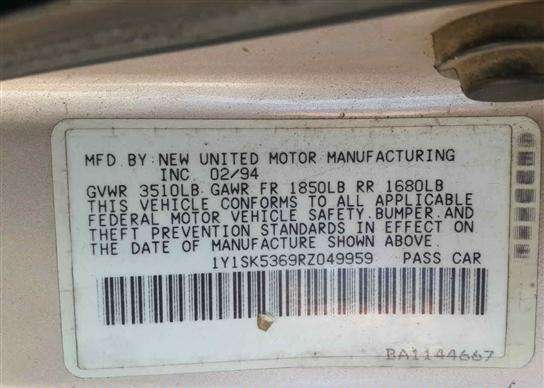 MFD BY: NEW UNITED MOTOR MANUFACTURING
INC. 02/94
GVWR 3510LB GAWR FR 1850LB RR 1680LB
THIS VEHICLE CONFORMS TO ALL APPLICABLE
FEDERAL MOTOR VEHICLE SAFETY, BUMPER, AND
THEFT PREVENTION STANDARDS IN EFFECT ON
THE DATE OF MANUFACTURE SHOWN ABOVE.
1Y1SK5369RZ049959 PASS CAR
BA1144667